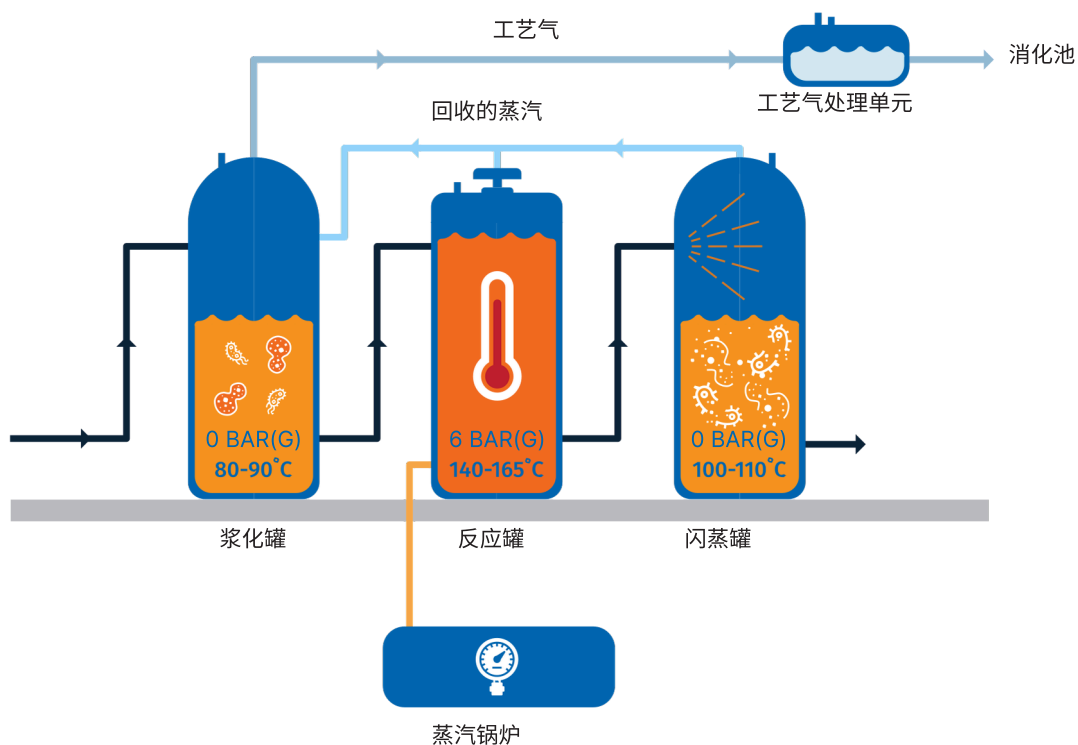 工艺气
消化池
工艺气处理单元
回收的蒸汽
0 BAR(G)
80-90°C
6 BAR(G)
140-165°C
0 BAR(G)
100-110°C
浆化罐
反应罐
闪蒸罐
蒸汽锅炉